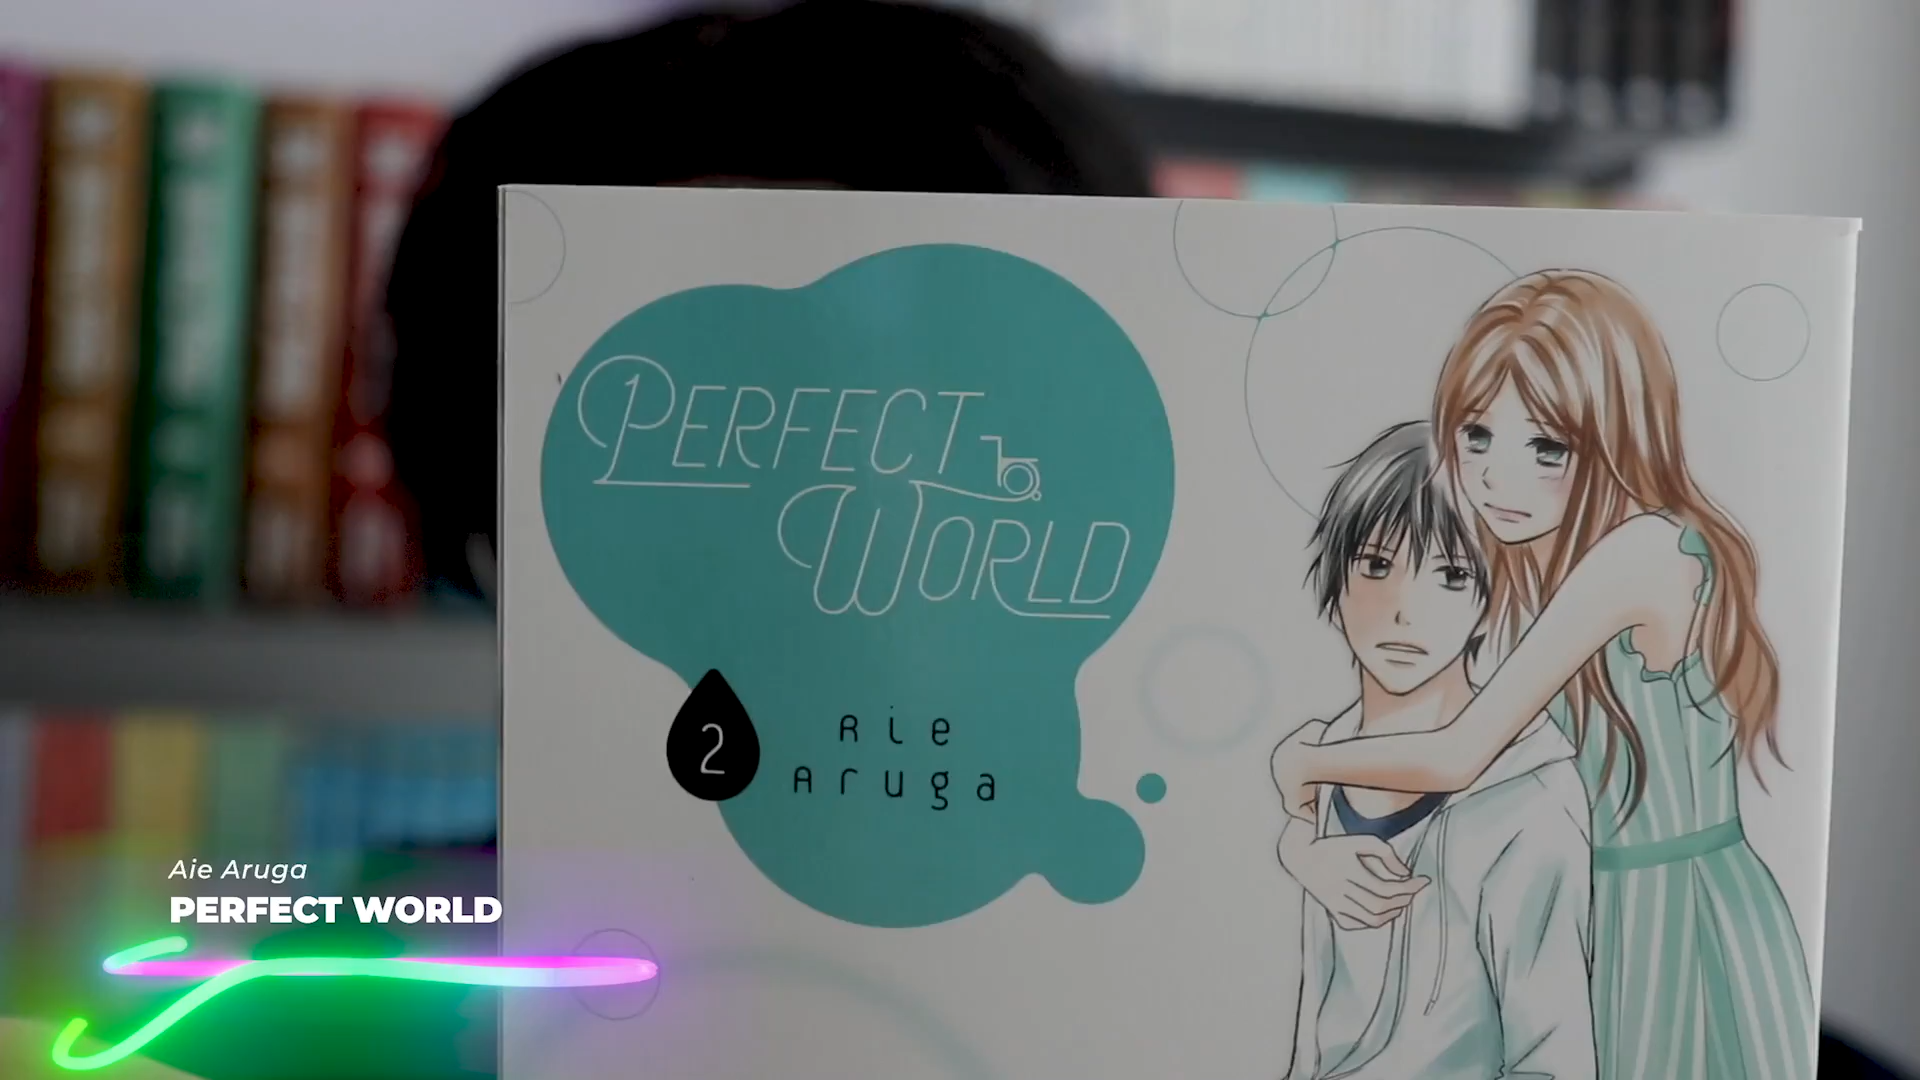 PERFECT
WORLD
2
Rie
Aruga
Aie Aruga
PERFECT WORLD